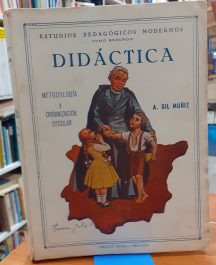 ESTUDIOS PEDAGÓGICOS MODERNOS
TOMO SEGUNDO
DIDÁCTICA
METODOLOGÍA
Y
ORGANIZACIÓN
ESCOLAR
A. GIL MUÑIZ